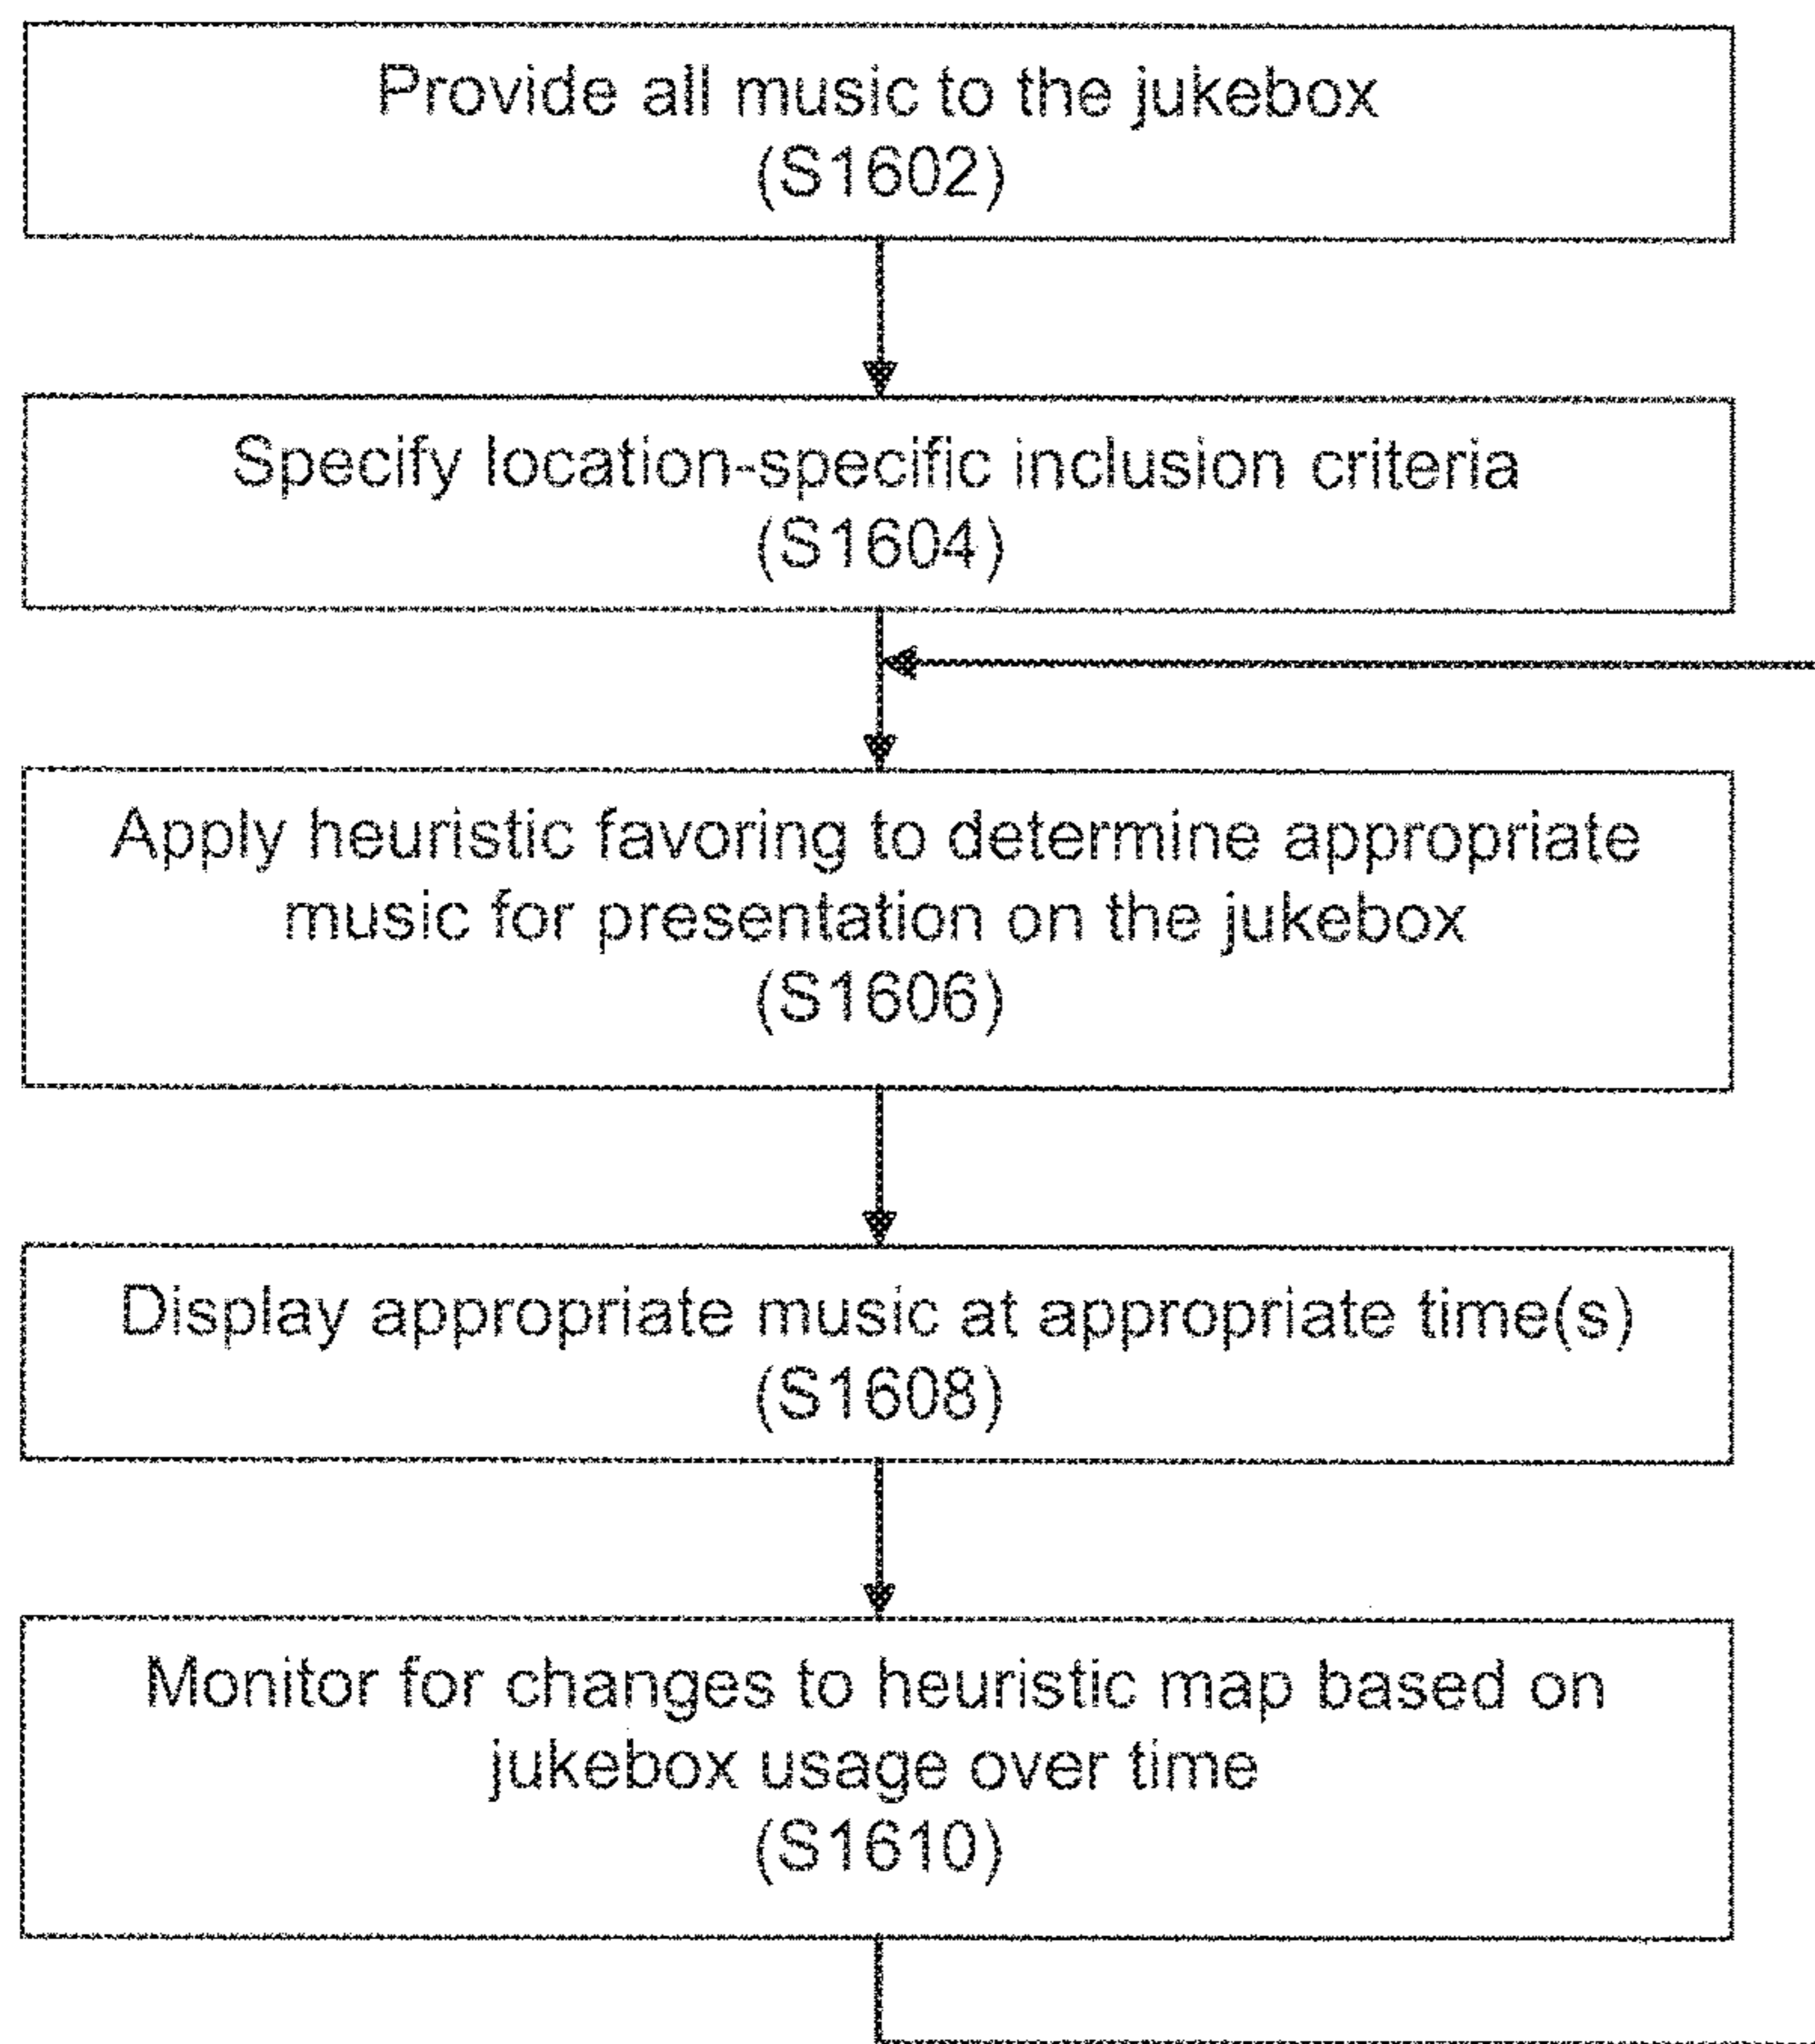 Provide all music to the jukebox
(S1602)
Specify location-specific inclusion criteria
(S1604)
Apply heuristic favoring to determine appropriate
music for presentation on the jukebox
(S1606)
Display appropriate music at appropriate time(s)
(S1608)
Monitor for changes to heuristic map based on
jukebox usage over time
(S1610)